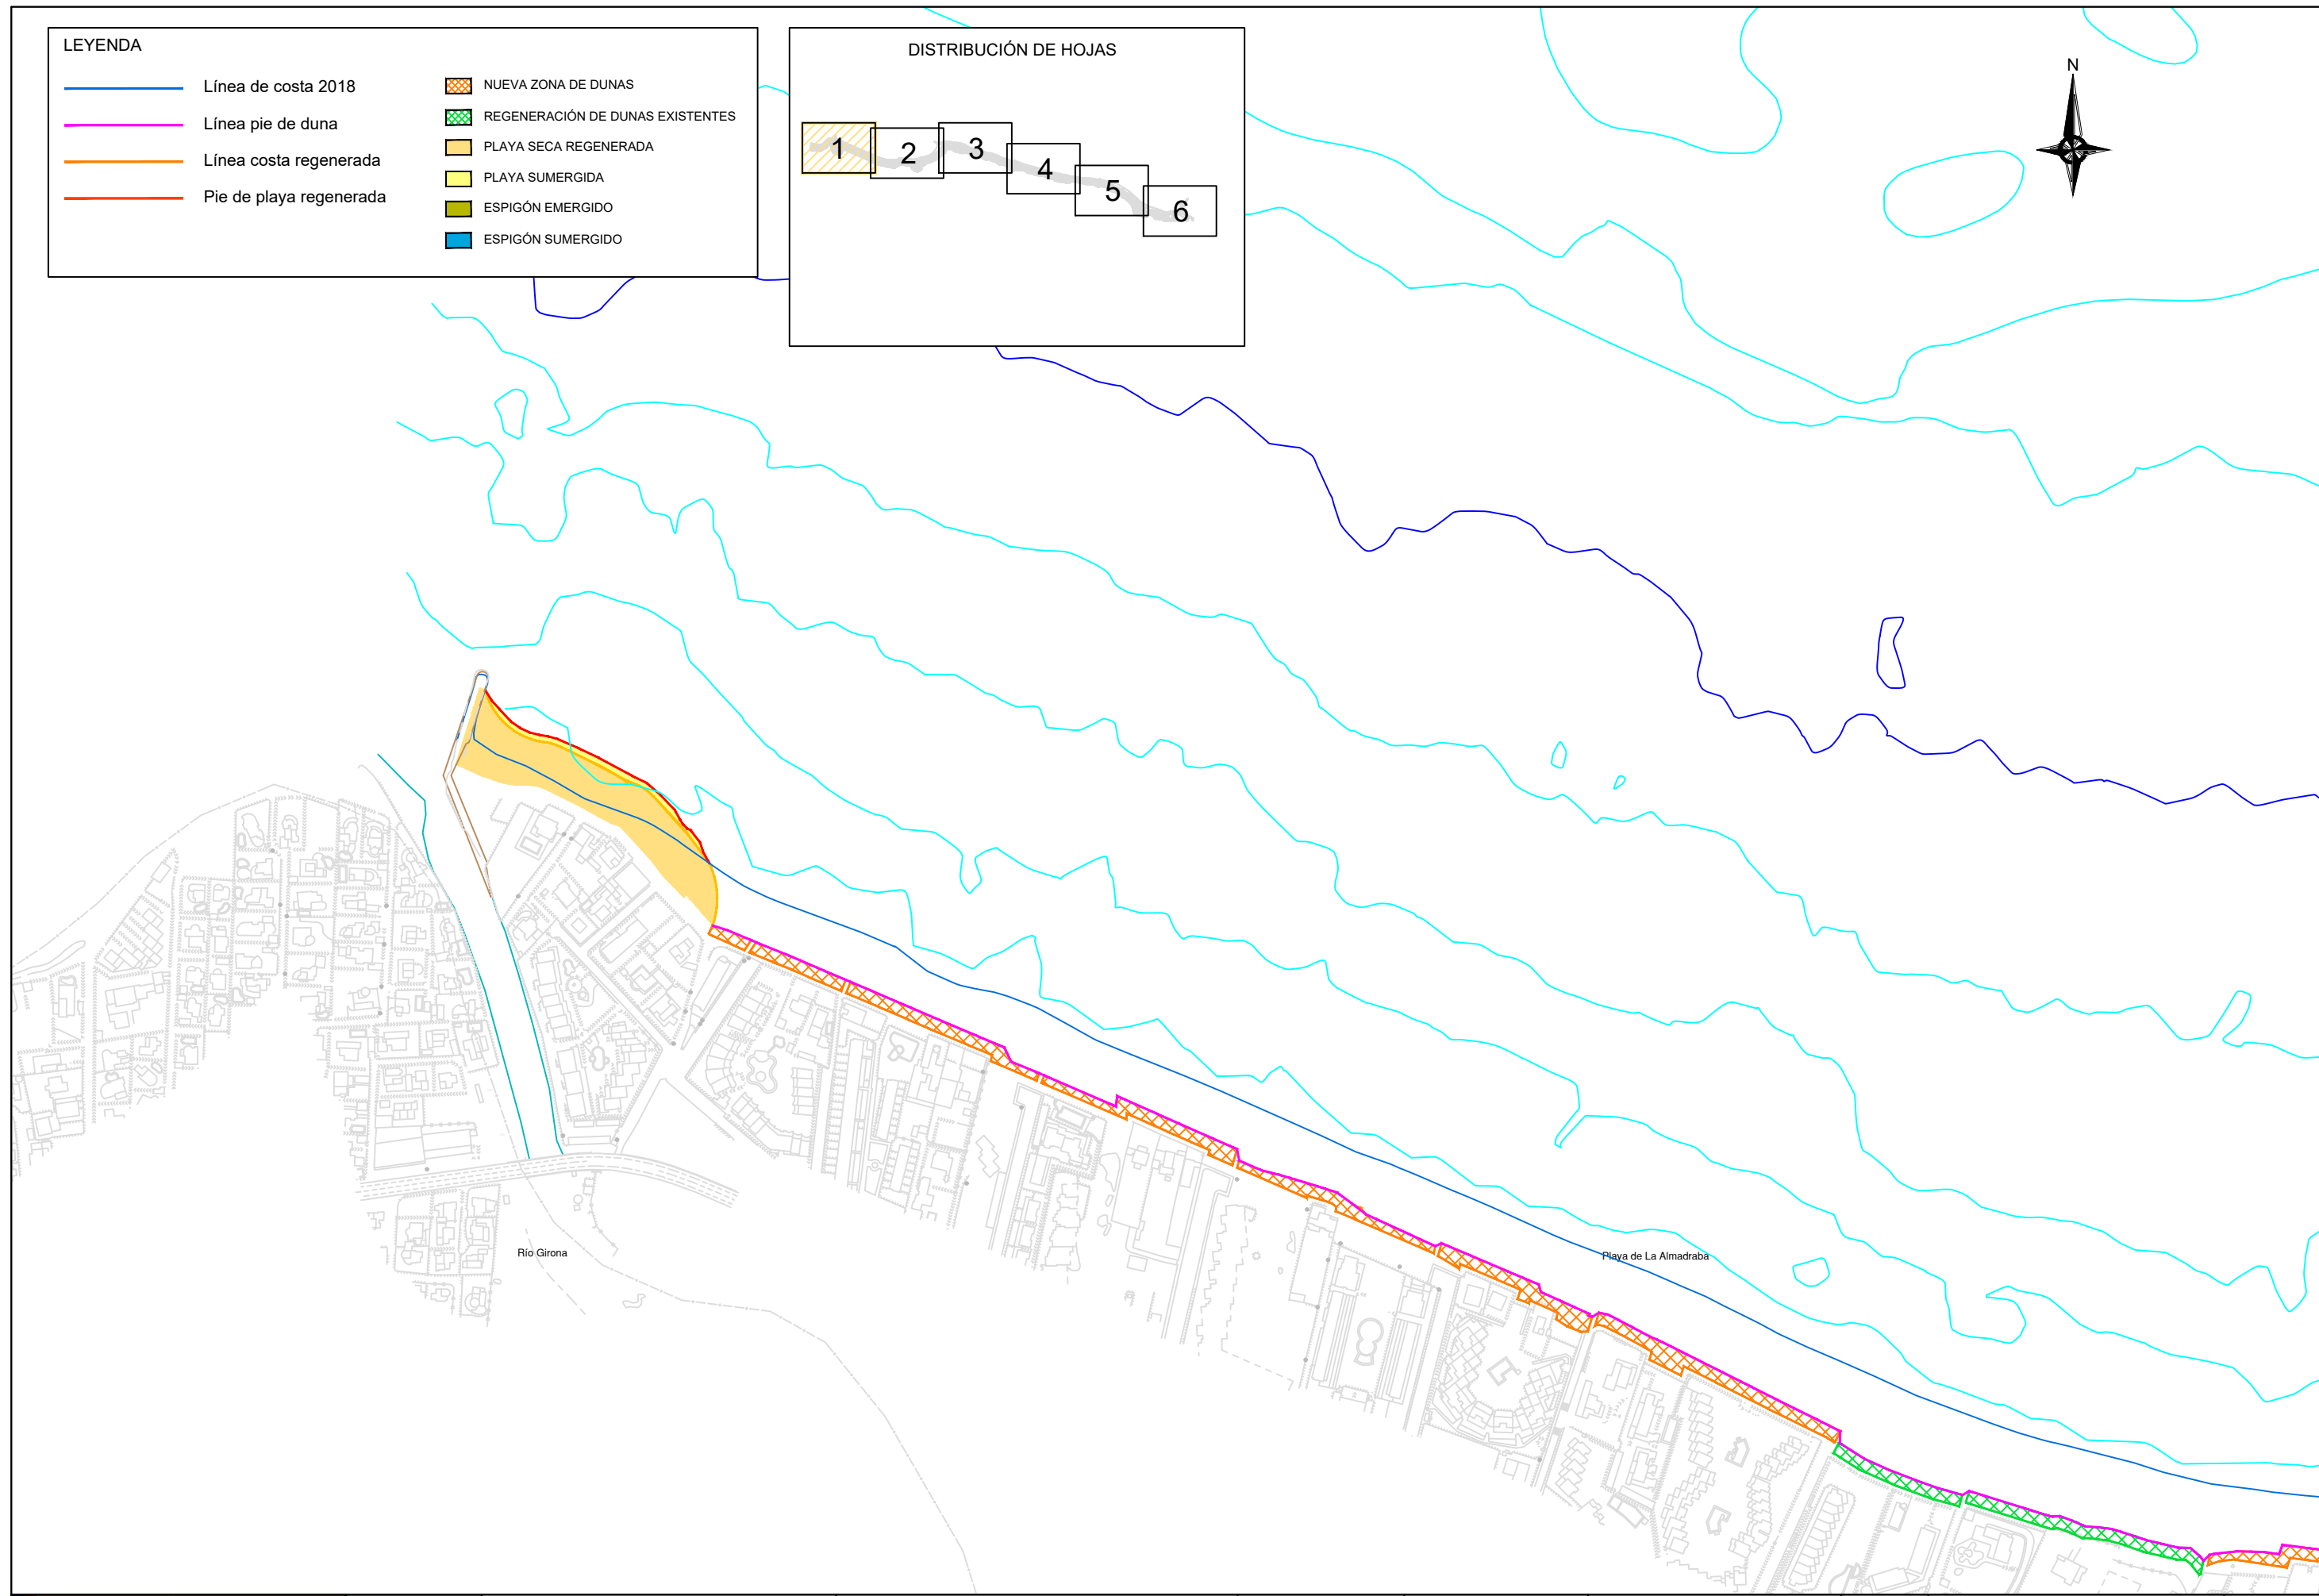 LEYENDA
Línea de costa 2018
Línea pie de duna
Línea costa regenerada
Pie de playa regenerada
NUEVA ZONA DE DUNAS
REGENERACIÓN DE DUNAS EXISTENTES
PLAYA SECA REGENERADA
PLAYA SUMERGIDA
ESPIGÓN EMERGIDO
ESPIGÓN SUMERGIDO
DISTRIBUCIÓN DE HOJAS
1
2
3
4
5
6
N
Río Girona
Playa de La Almadraba